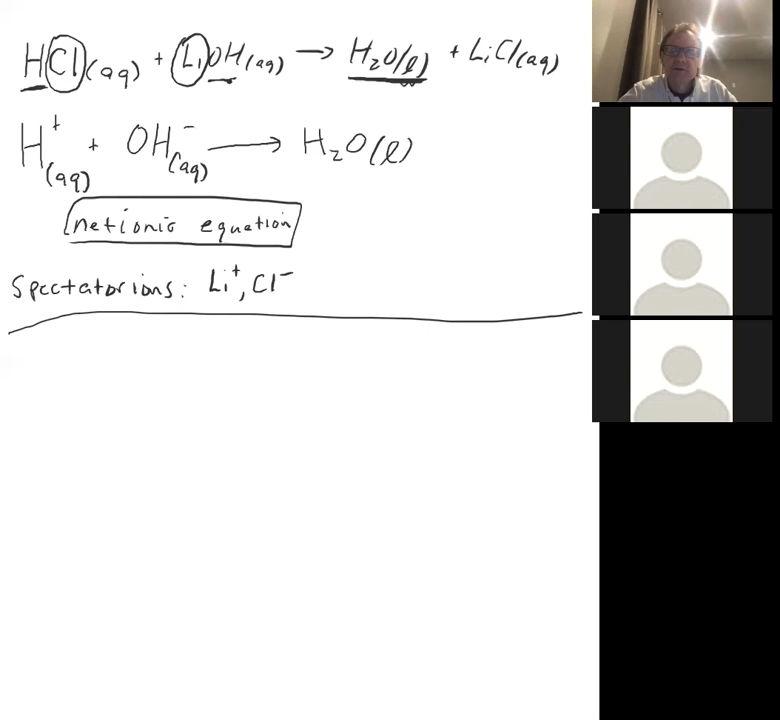 HCl(aq) + LiOH(aq) → H₂O(l) + LiCl(aq)
H⁺(aq) + OH⁻(aq) → H₂O(l)
net ionic equation
Spectator ions: Li⁺, Cl⁻